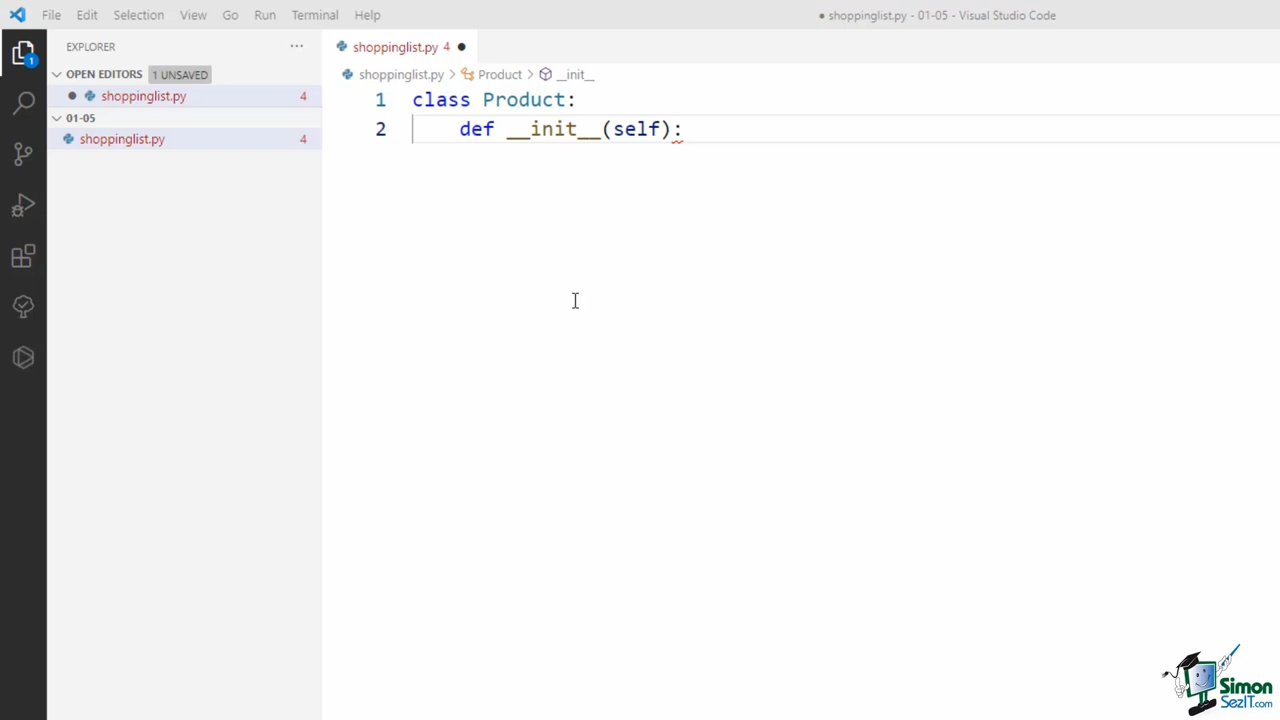 File Edit Selection View Go Run Terminal Help
● shoppinglist.py - 01-05 - Visual Studio Code
EXPLORER ...
OPEN EDITORS 1 UNSAVED
● shoppinglist.py 4
01-05
shoppinglist.py 4
1
shoppinglist.py 4 ●
shoppinglist.py > Product > __init__
1 class Product:
2 def __init__(self):
Simon
SezIT.com